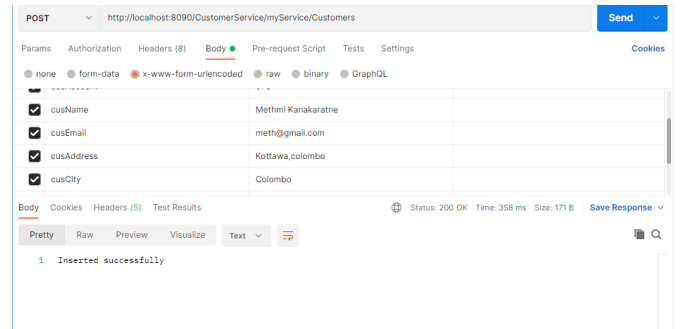 POST http://localhost:8090/CustomerService/myService/Customers Send
Params Authorization Headers (8) Body Pre-request Script Tests Settings Cookies
none form-data x-www-form-urlencoded raw binary GraphQL
cusName Methmi Kanakaratne
cusEmail meth@gmail.com
cusAddress Kottawa,colombo
cusCity Colombo
Body Cookies Headers (5) Test Results Status: 200 OK Time: 358 ms Size: 171 B Save Response
Pretty Raw Preview Visualize Text
1 Inserted successfully